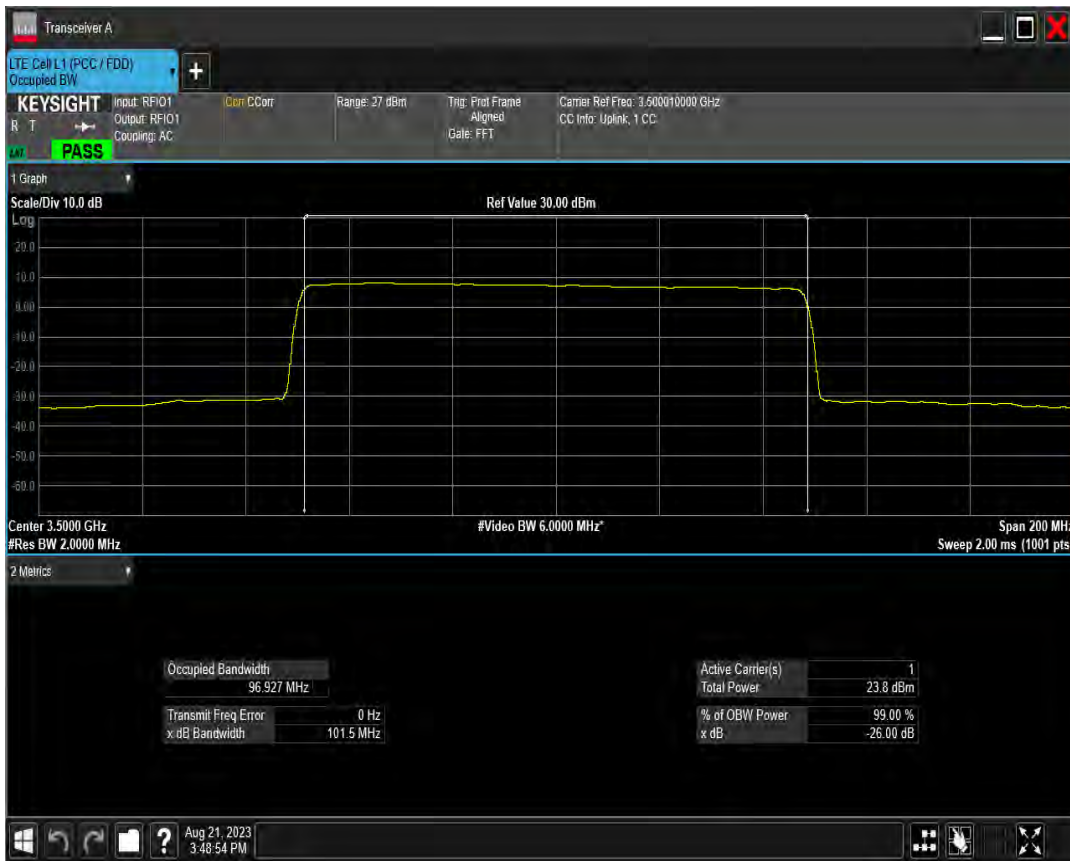 Transceiver A
LTE Cell L1 (PCC / FDD)
Occupied BW
+
KEYSIGHT
R T
PASS
Input: RFIO1
Output: RFIO1
Coupling: AC
Corr CCorr
Range: 27 dBm
Trig: Prot Frame
Aligned
Gate: FFT
Carrier Ref Freq: 3.500010000 GHz
CC Info: Uplink, 1 CC
1 Graph
Scale/Div 10.0 dB
Ref Value 30.00 dBm
Log
20.0
10.0
0.00
-10.0
-20.0
-30.0
-40.0
-50.0
-60.0
Center 3.5000 GHz
#Video BW 6.0000 MHz*
Span 200 MHz
#Res BW 2.0000 MHz
Sweep 2.00 ms (1001 pts
2 Metrics
Occupied Bandwidth
96.927 MHz
Transmit Freq Error 0 Hz
x dB Bandwidth 101.5 MHz
Active Carrier(s) 1
Total Power 23.8 dBm
% of OBW Power 99.00 %
x dB -26.00 dB
?
Aug 21, 2023
3:48:54 PM